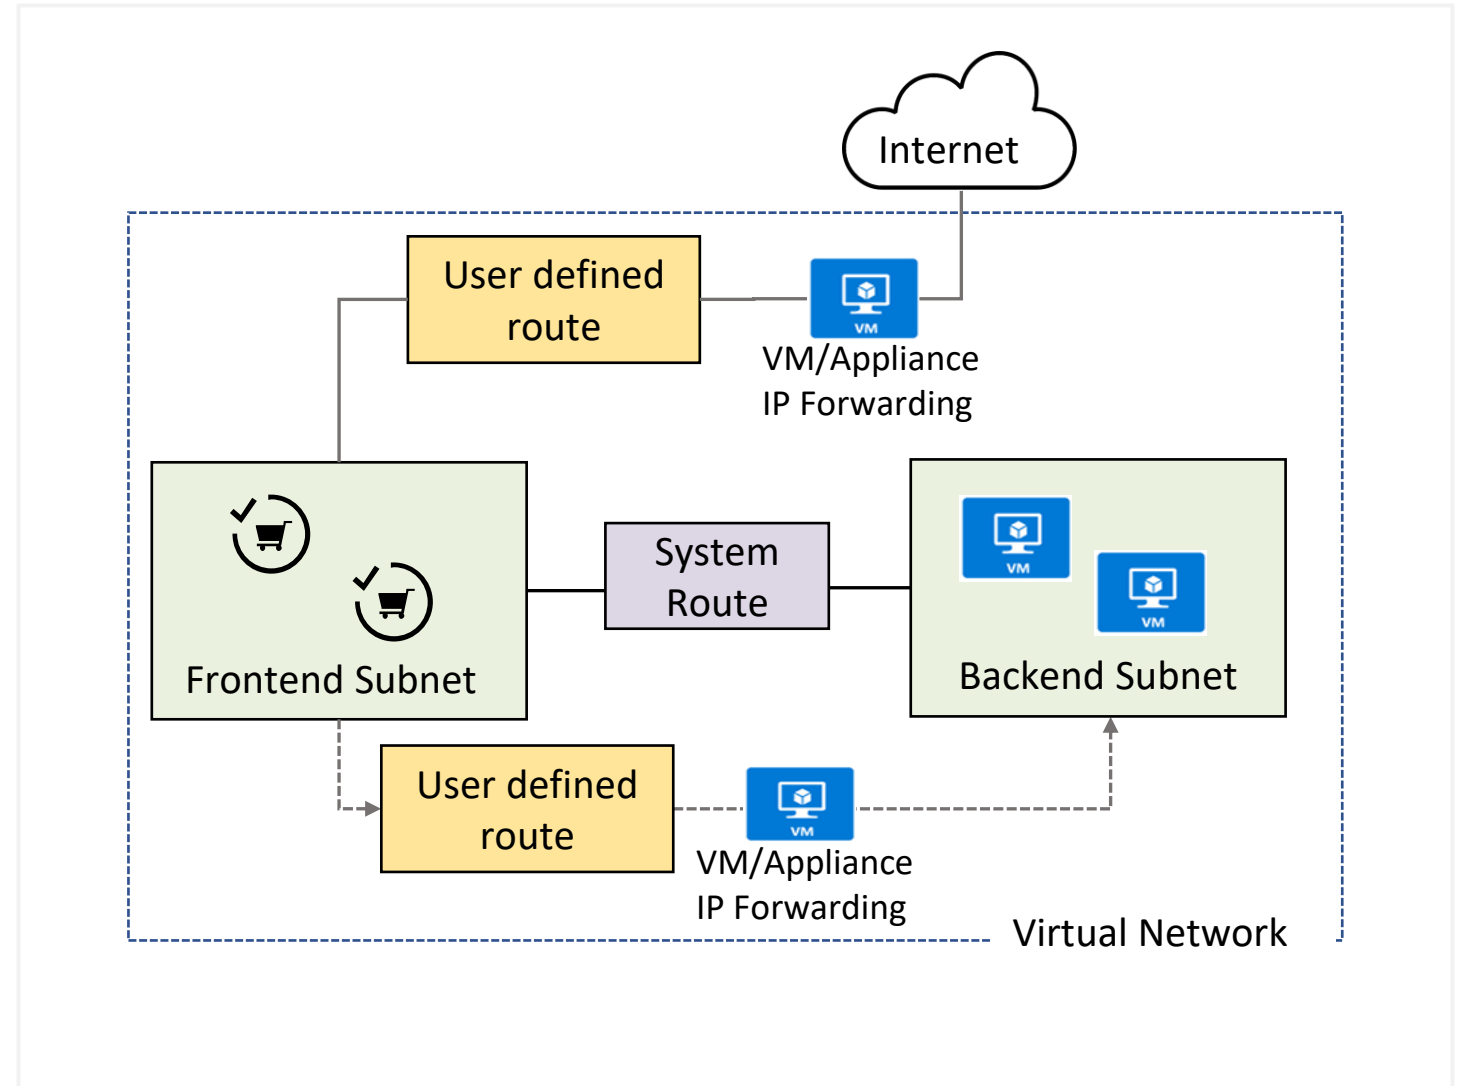 Internet
User defined
route
VM
VM/Appliance
IP Forwarding
System
Route
VM
VM
Frontend Subnet
Backend Subnet
User defined
route
VM
VM/Appliance
IP Forwarding
Virtual Network